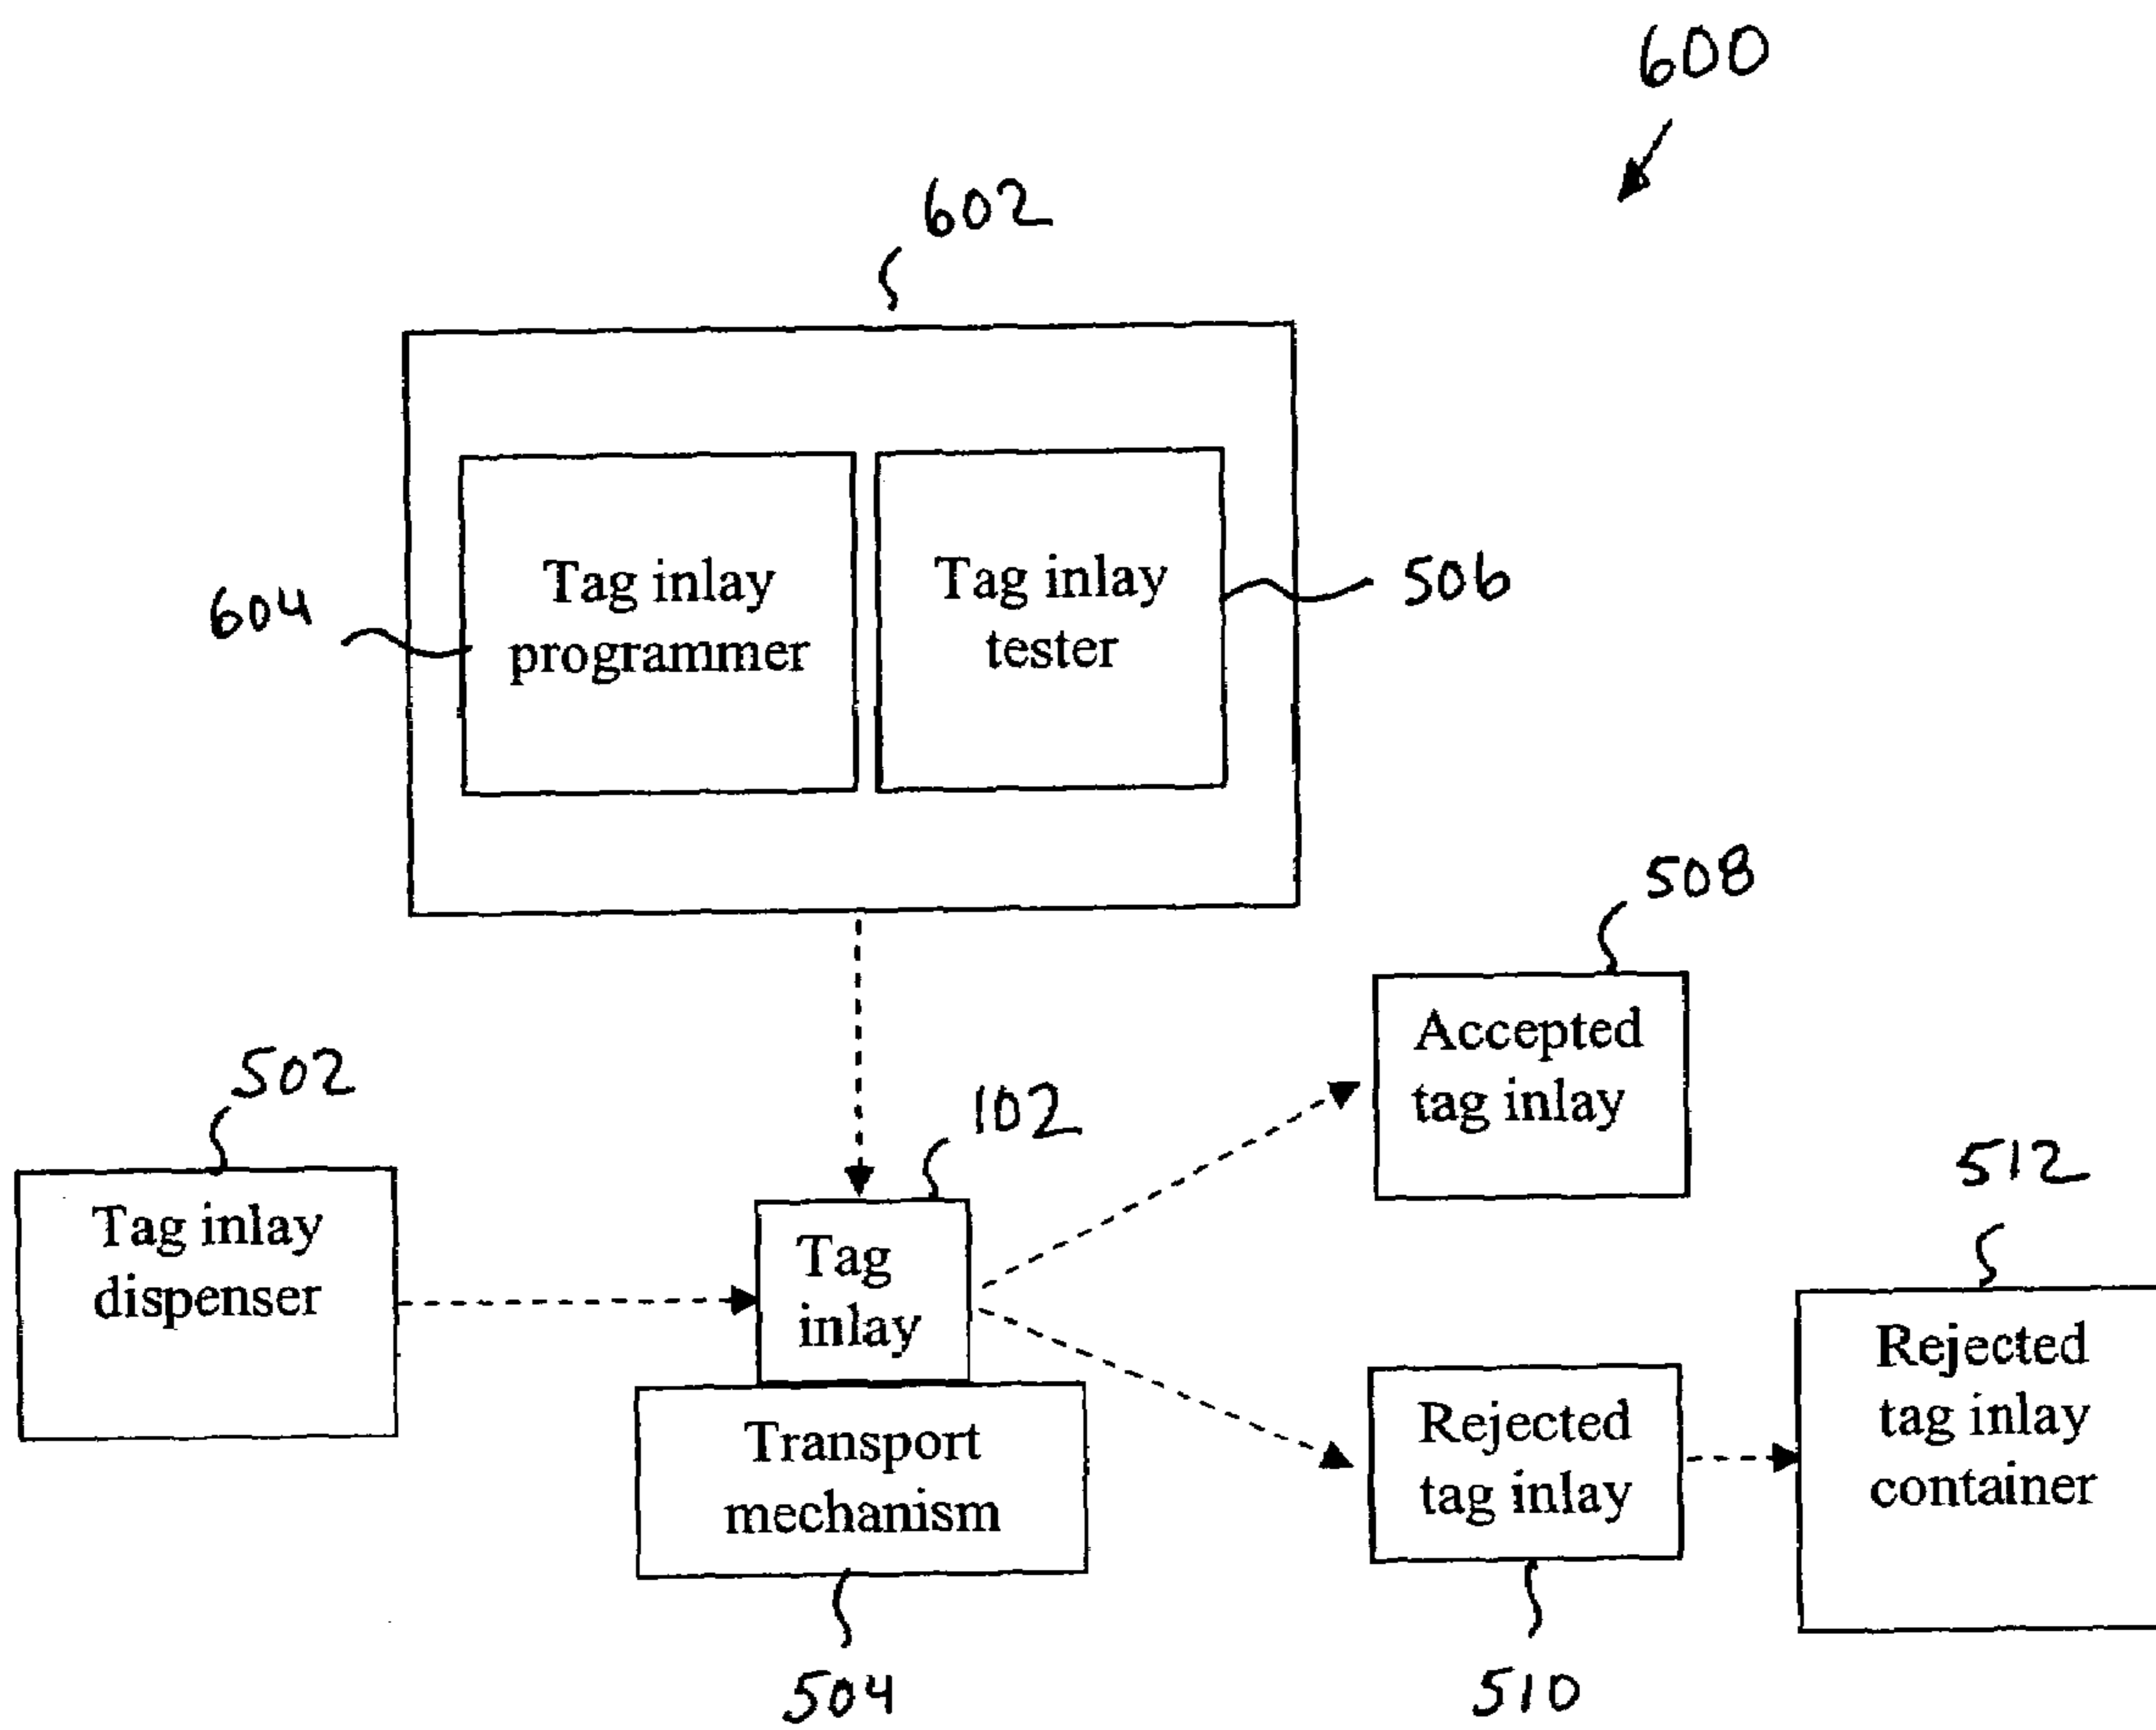 600
602
Tag inlay
programmer
Tag inlay
tester
604
506
508
Accepted
tag inlay
502
Tag inlay
dispenser
102
Tag
inlay
512
Rejected
tag inlay
container
Transport
mechanism
Rejected
tag inlay
504
510